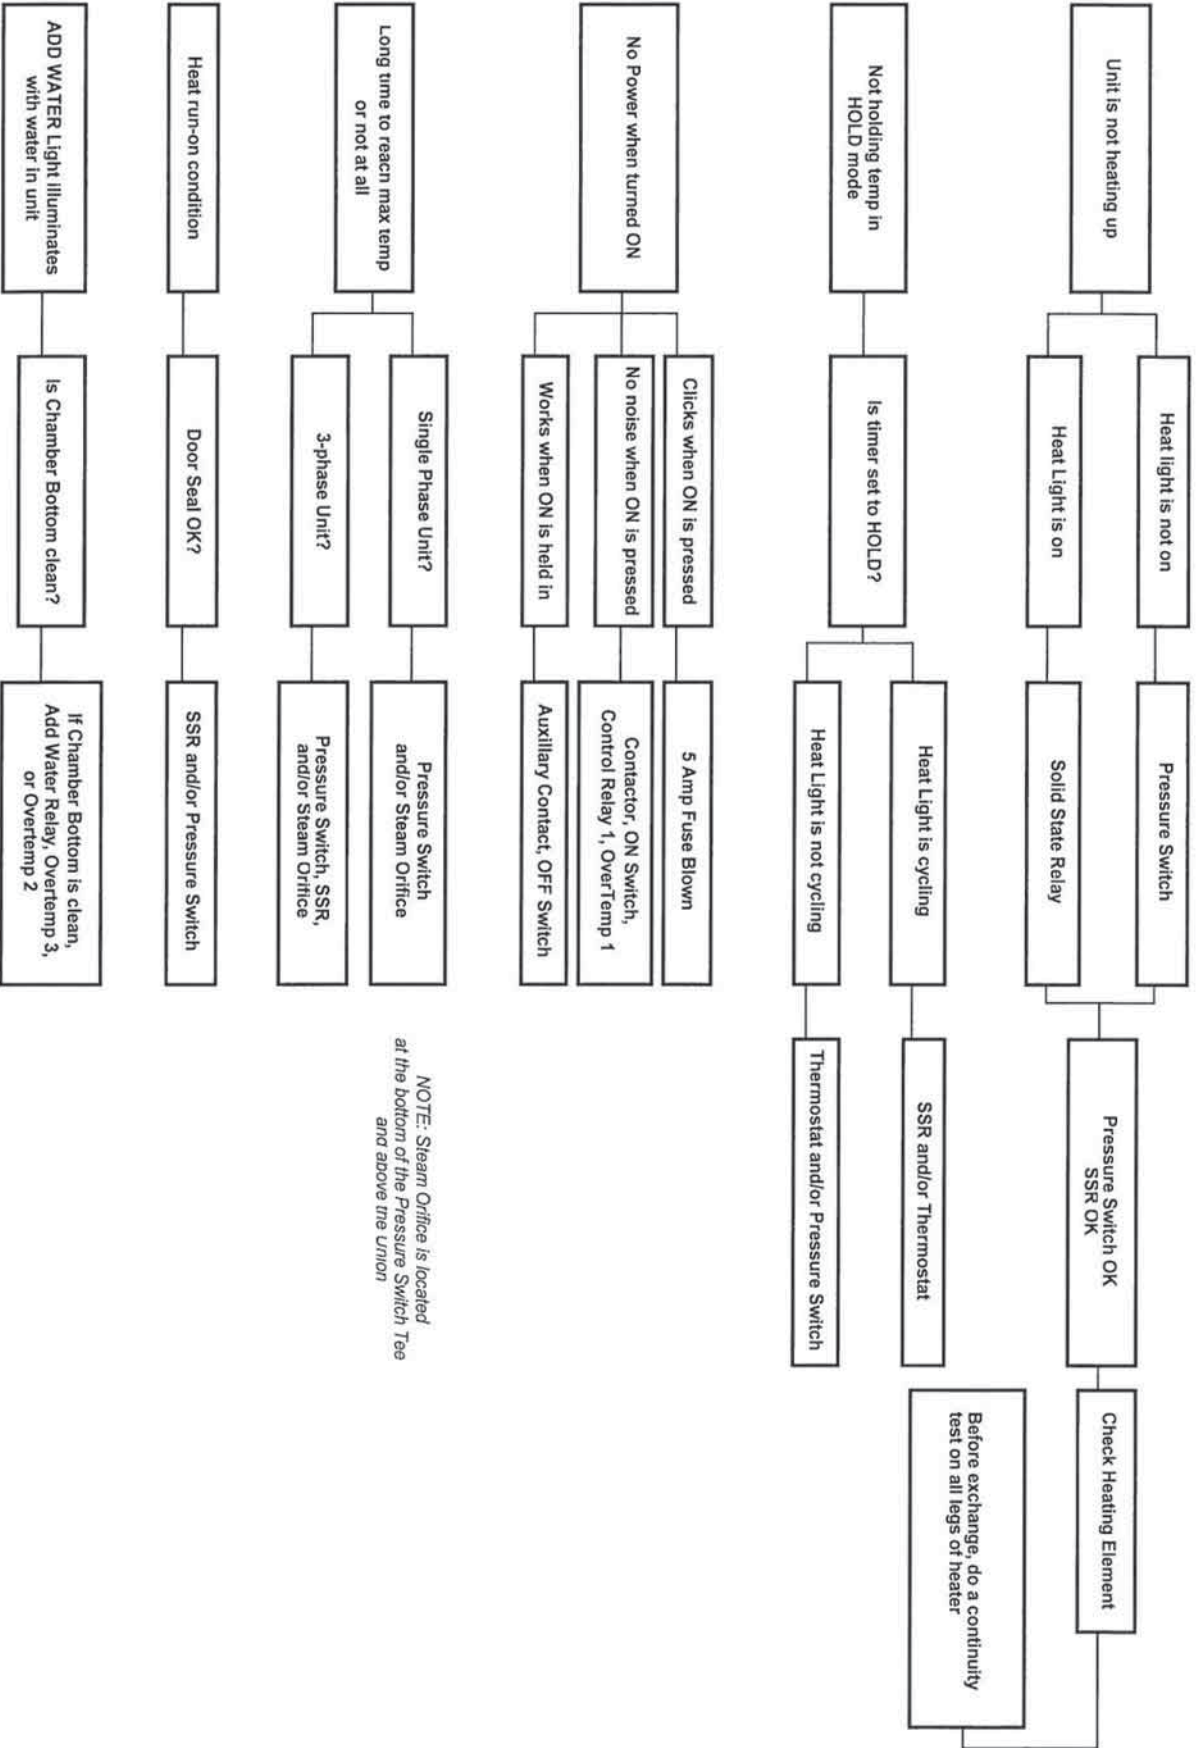 Unit is not heating up
Heat light is not on
Pressure Switch
Heat Light is on
Solid State Relay
Pressure Switch OK
SSR OK
Check Heating Element
Before exchange, do a continuity
test on all legs of heater
Not holding temp in
HOLD mode
Is timer set to HOLD?
Heat Light is cycling
SSR and/or Thermostat
Heat Light is not cycling
Thermostat and/or Pressure Switch
No Power when turned ON
Clicks when ON is pressed
5 Amp Fuse Blown
No noise when ON is pressed
Contactor, ON Switch,
Control Relay 1, OverTemp 1
Works when ON is held in
Auxillary Contact, OFF Switch
Long time to reach max temp
or not at all
Single Phase Unit?
Pressure Switch
and/or Steam Orifice
3-phase Unit?
Pressure Switch, SSR,
and/or Steam Orifice
NOTE: Steam Orifice is located
at the bottom of the Pressure Switch Tee
and above the Union
Heat run-on condition
Door Seal OK?
SSR and/or Pressure Switch
ADD WATER Light illuminates
with water in unit
Is Chamber Bottom clean?
If Chamber Bottom is clean,
Add Water Relay, Overtemp 3,
or Overtemp 2